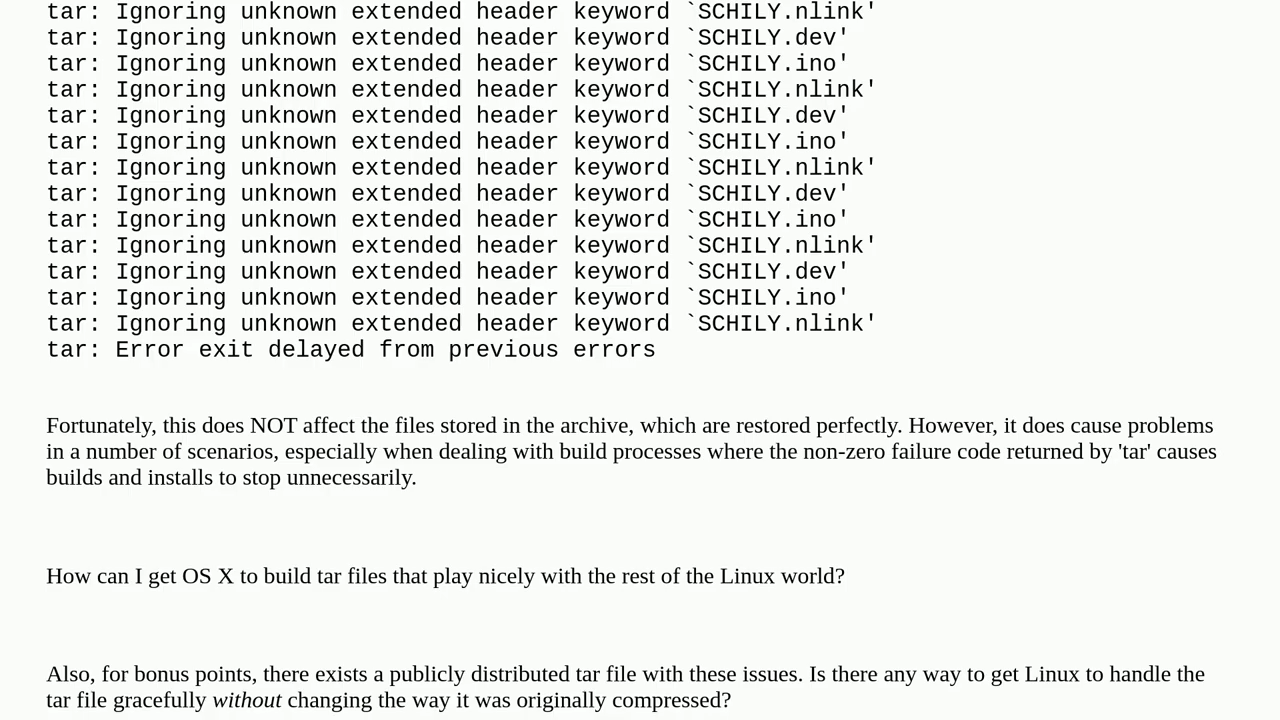 tar: Ignoring unknown extended header keyword `SCHILY.nlink'
tar: Ignoring unknown extended header keyword `SCHILY.dev'
tar: Ignoring unknown extended header keyword `SCHILY.ino'
tar: Ignoring unknown extended header keyword `SCHILY.nlink'
tar: Ignoring unknown extended header keyword `SCHILY.dev'
tar: Ignoring unknown extended header keyword `SCHILY.ino'
tar: Ignoring unknown extended header keyword `SCHILY.nlink'
tar: Ignoring unknown extended header keyword `SCHILY.dev'
tar: Ignoring unknown extended header keyword `SCHILY.ino'
tar: Ignoring unknown extended header keyword `SCHILY.nlink'
tar: Ignoring unknown extended header keyword `SCHILY.dev'
tar: Ignoring unknown extended header keyword `SCHILY.ino'
tar: Ignoring unknown extended header keyword `SCHILY.nlink'
tar: Error exit delayed from previous errors
Fortunately, this does NOT affect the files stored in the archive, which are restored perfectly. However, it does cause problems
in a number of scenarios, especially when dealing with build processes where the non-zero failure code returned by 'tar' causes
builds and installs to stop unnecessarily.
How can I get OS X to build tar files that play nicely with the rest of the Linux world?
Also, for bonus points, there exists a publicly distributed tar file with these issues. Is there any way to get Linux to handle the
tar file gracefully without changing the way it was originally compressed?